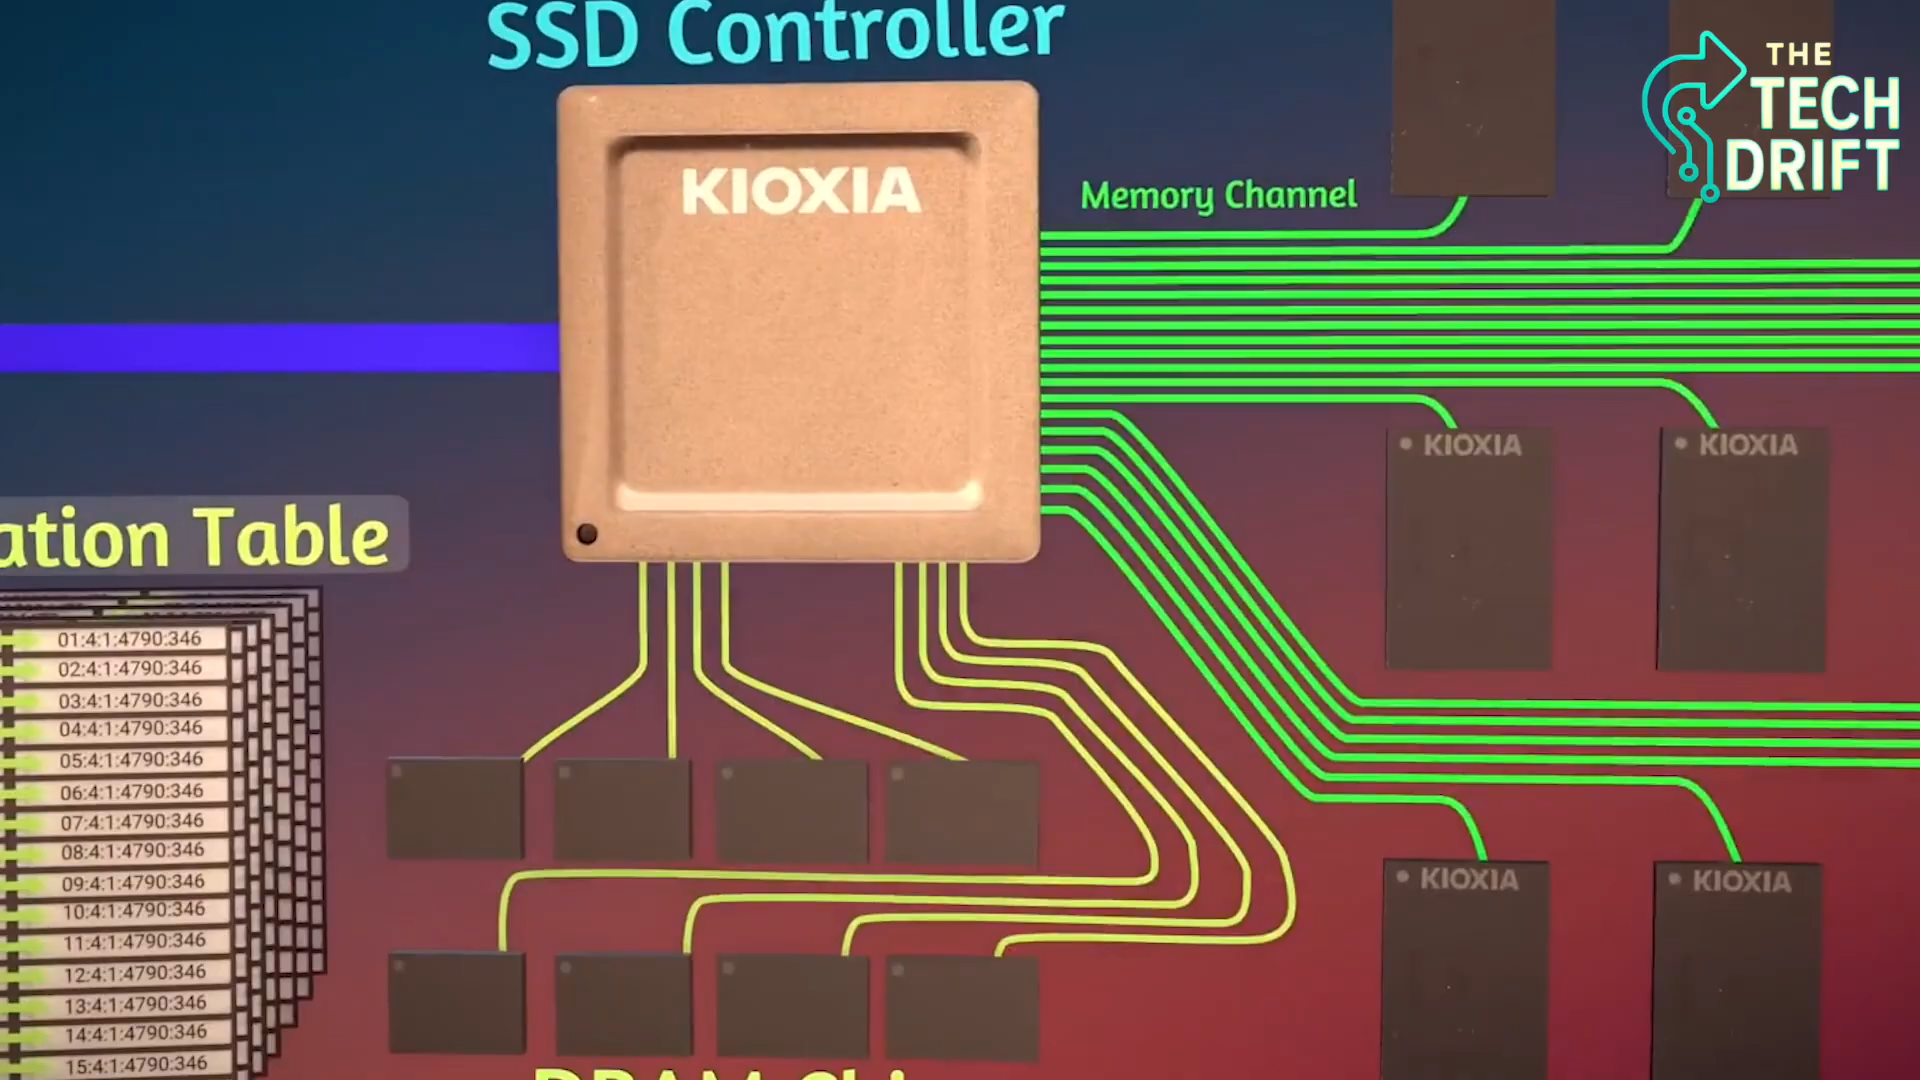 SSD Controller
THE
TECH
DRIFT
KIOXIA
Memory Channel
KIOXIA
KIOXIA
ation Table
01:4:1:4790:346
02:4:1:4790:346
03:4:1:4790:346
04:4:1:4790:346
05:4:1:4790:346
06:4:1:4790:346
07:4:1:4790:346
08:4:1:4790:346
09:4:1:4790:346
10:4:1:4790:346
11:4:1:4790:346
12:4:1:4790:346
13:4:1:4790:346
14:4:1:4790:346
15:4:1:4790:346
KIOXIA
KIOXIA